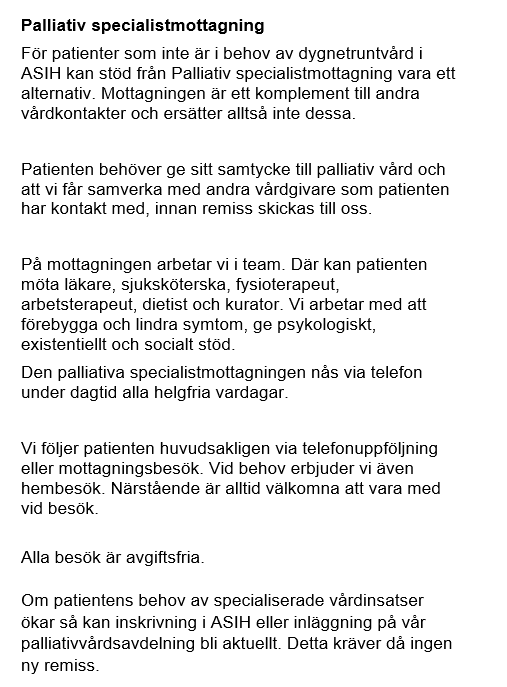 Palliativ specialistmottagning
För patienter som inte är i behov av dygnetruntvård i
ASIH kan stöd från Palliativ specialistmottagning vara ett
alternativ. Mottagningen är ett komplement till andra
vårdkontakter och ersätter alltså inte dessa.
Patienten behöver ge sitt samtycke till palliativ vård och
att vi får samverka med andra vårdgivare som patienten
har kontakt med, innan remiss skickas till oss.
På mottagningen arbetar vi i team. Där kan patienten
möta läkare, sjuksköterska, fysioterapeut,
arbetsterapeut, dietist och kurator. Vi arbetar med att
förebygga och lindra symtom, ge psykologiskt,
existentiellt och socialt stöd.
Den palliativa specialistmottagningen nås via telefon
under dagtid alla helgfria vardagar.
Vi följer patienten huvudsakligen via telefonuppföljning
eller mottagningsbesök. Vid behov erbjuder vi även
hembesök. Närstående är alltid välkomna att vara med
vid besök.
Alla besök är avgiftsfria.
Om patientens behov av specialiserade vårdinsatser
ökar så kan inskrivning i ASIH eller inläggning på vår
palliativvårdsavdelning bli aktuellt. Detta kräver då ingen
ny remiss.